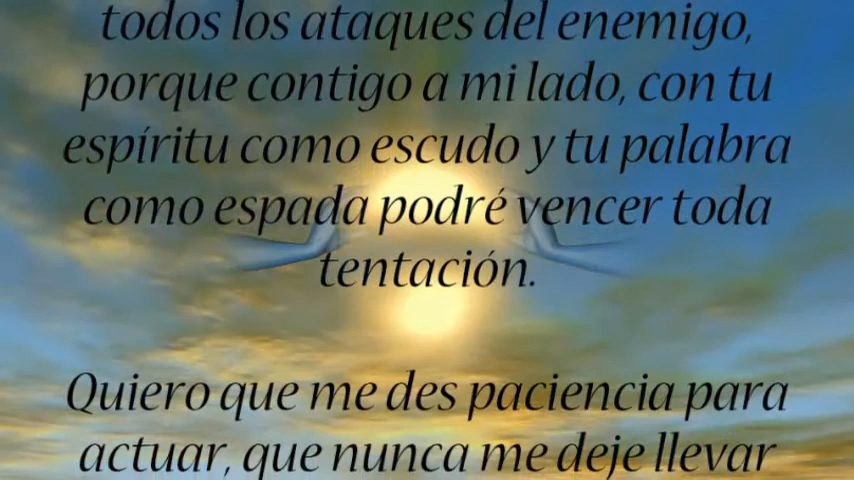 todos los ataques del enemigo,
porque contigo a mi lado, con tu
espíritu como escudo y tu palabra
como espada podré vencer toda
tentación.
Quiero que me des paciencia para
actuar, que nunca me deje llevar